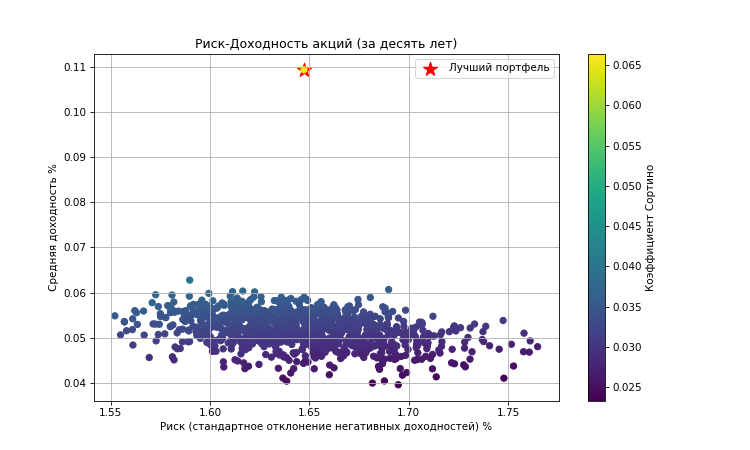 Риск-Доходность акций (за десять лет)
Лучший портфель
Средняя доходность %
0.11
0.10
0.09
0.08
0.07
0.06
0.05
0.04
1.55 1.60 1.65 1.70 1.75
Риск (стандартное отклонение негативных доходностей) %
0.065
0.060
0.055
0.050
0.045
0.040
0.035
0.030
0.025
Коэффициент Сортино